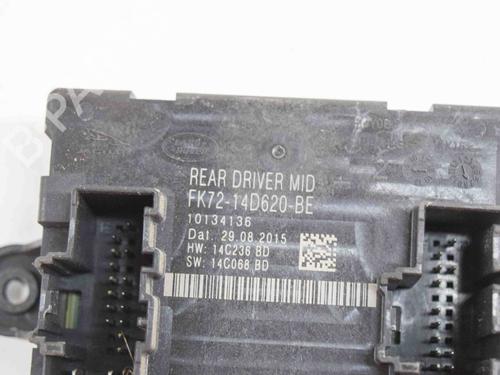 REAR DRIVER MID
FK72-14D620-BE
10134136
Dat. 29.08.2015
HW: 14C236 BD
SW: 14C068 BD